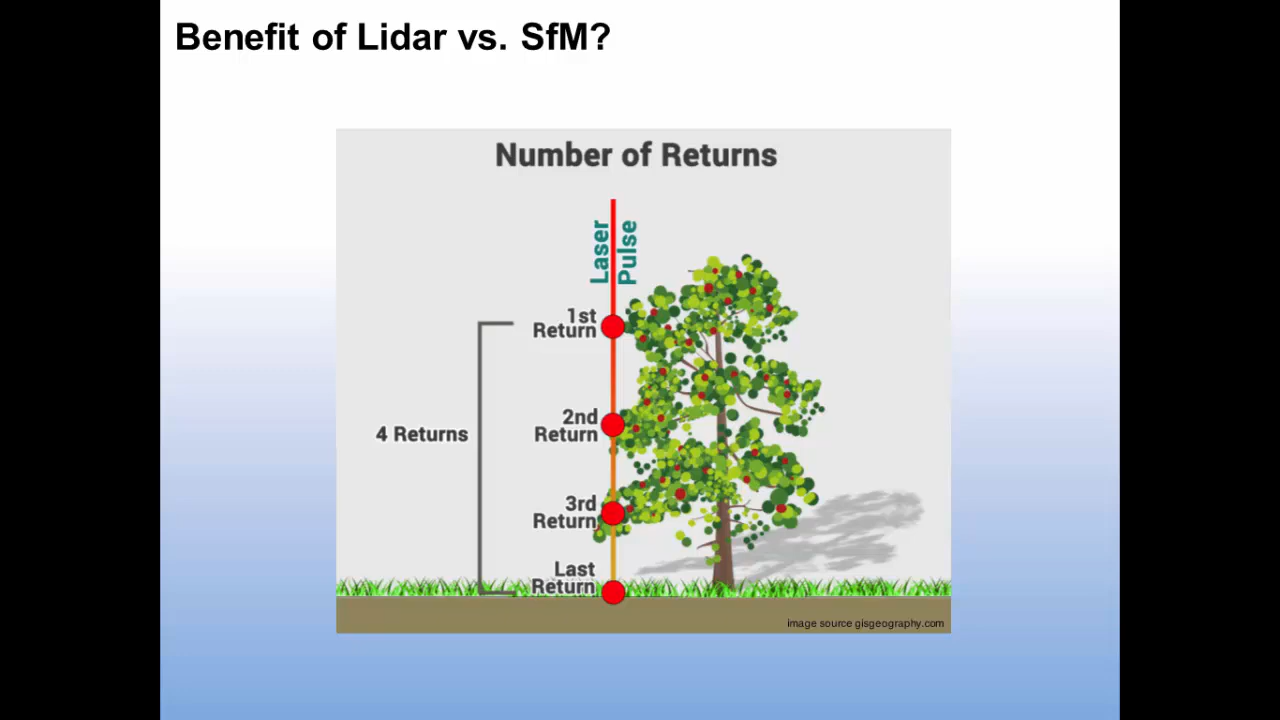 Benefit of Lidar vs. SfM?
Number of Returns
Laser
Pulse
1st
Return
2nd
Return
4 Returns
3rd
Return
Last
Return
image source gisgeography.com